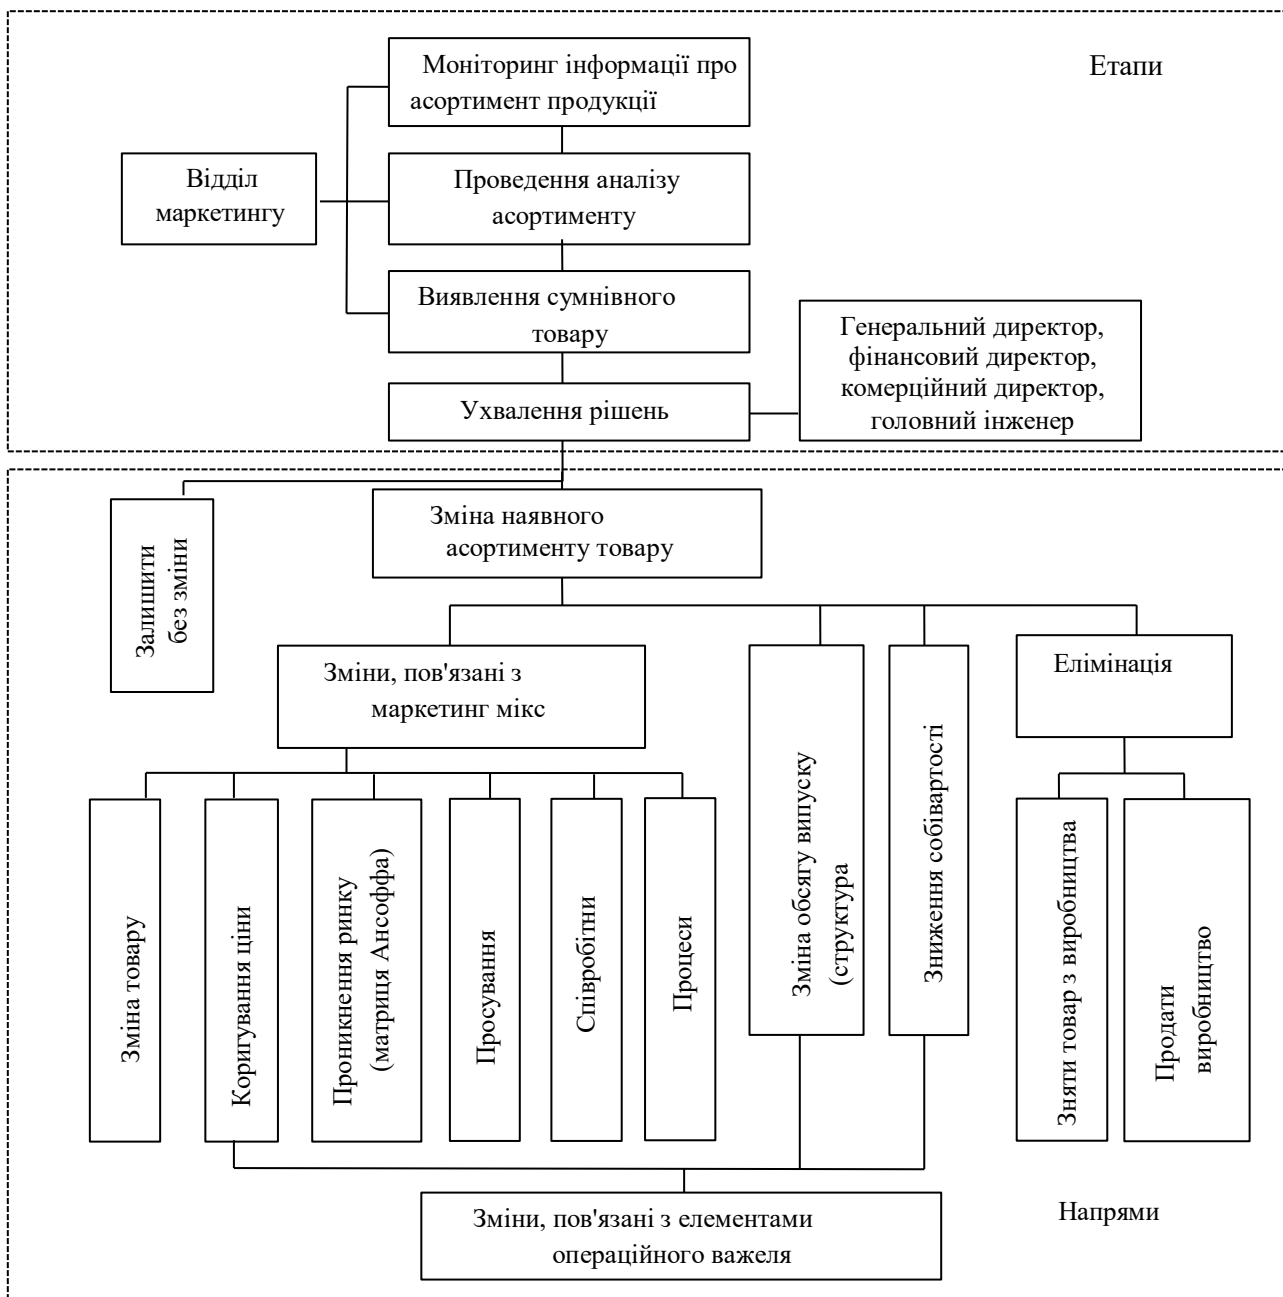 Моніторинг інформації про
асортимент продукції
Етапи
Відділ
маркетингу
Проведення аналізу
асортименту
Виявлення сумнівного
товару
Генеральний директор,
фінансовий директор,
комерційний директор,
головний інженер
Ухвалення рішень
Залишити
без зміни
Зміна наявного
асортименту товару
Зміни, пов'язані з
маркетинг мікс
Зміна обсягу випуску
(структура
Зниження собівартості
Елімінація
Зміна товару
Коригування ціни
Проникнення ринку
(матриця Ансоффа)
Просування
Співробітни
Процеси
Зняти товар з виробництва
Продати
виробництво
Зміни, пов'язані з елементами
операційного важеля
Напрями